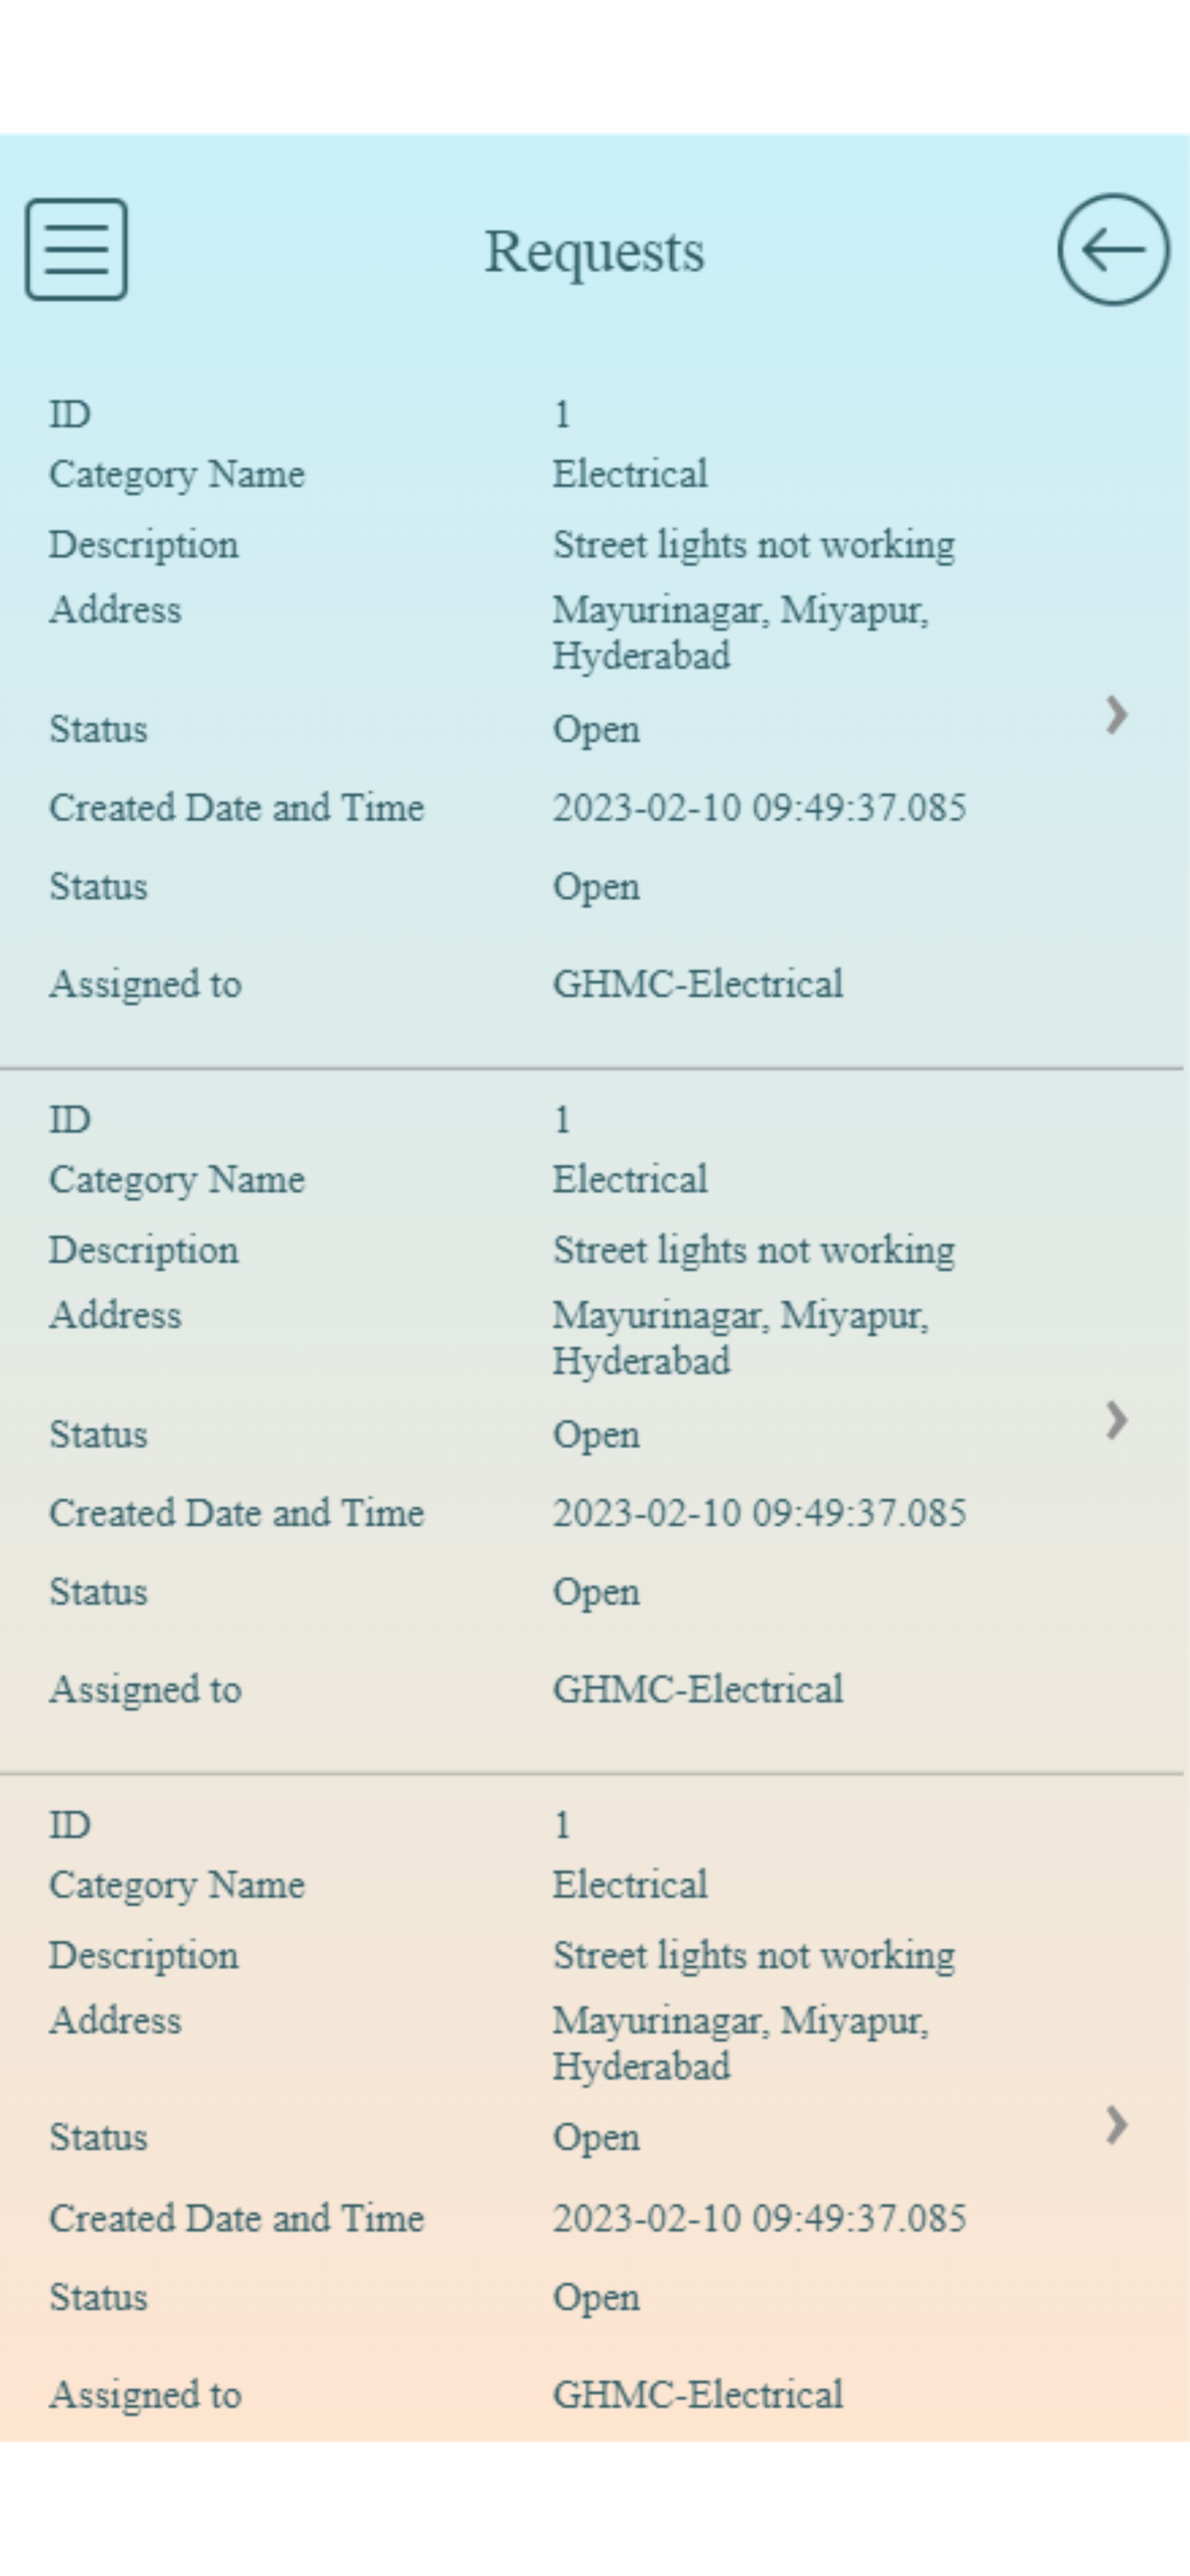 Requests
ID 1
Category Name Electrical
Description Street lights not working
Address Mayurinagar, Miyapur,
Hyderabad
Status Open
Created Date and Time 2023-02-10 09:49:37.085
Status Open
Assigned to GHMC-Electrical
ID 1
Category Name Electrical
Description Street lights not working
Address Mayurinagar, Miyapur,
Hyderabad
Status Open
Created Date and Time 2023-02-10 09:49:37.085
Status Open
Assigned to GHMC-Electrical
ID 1
Category Name Electrical
Description Street lights not working
Address Mayurinagar, Miyapur,
Hyderabad
Status Open
Created Date and Time 2023-02-10 09:49:37.085
Status Open
Assigned to GHMC-Electrical